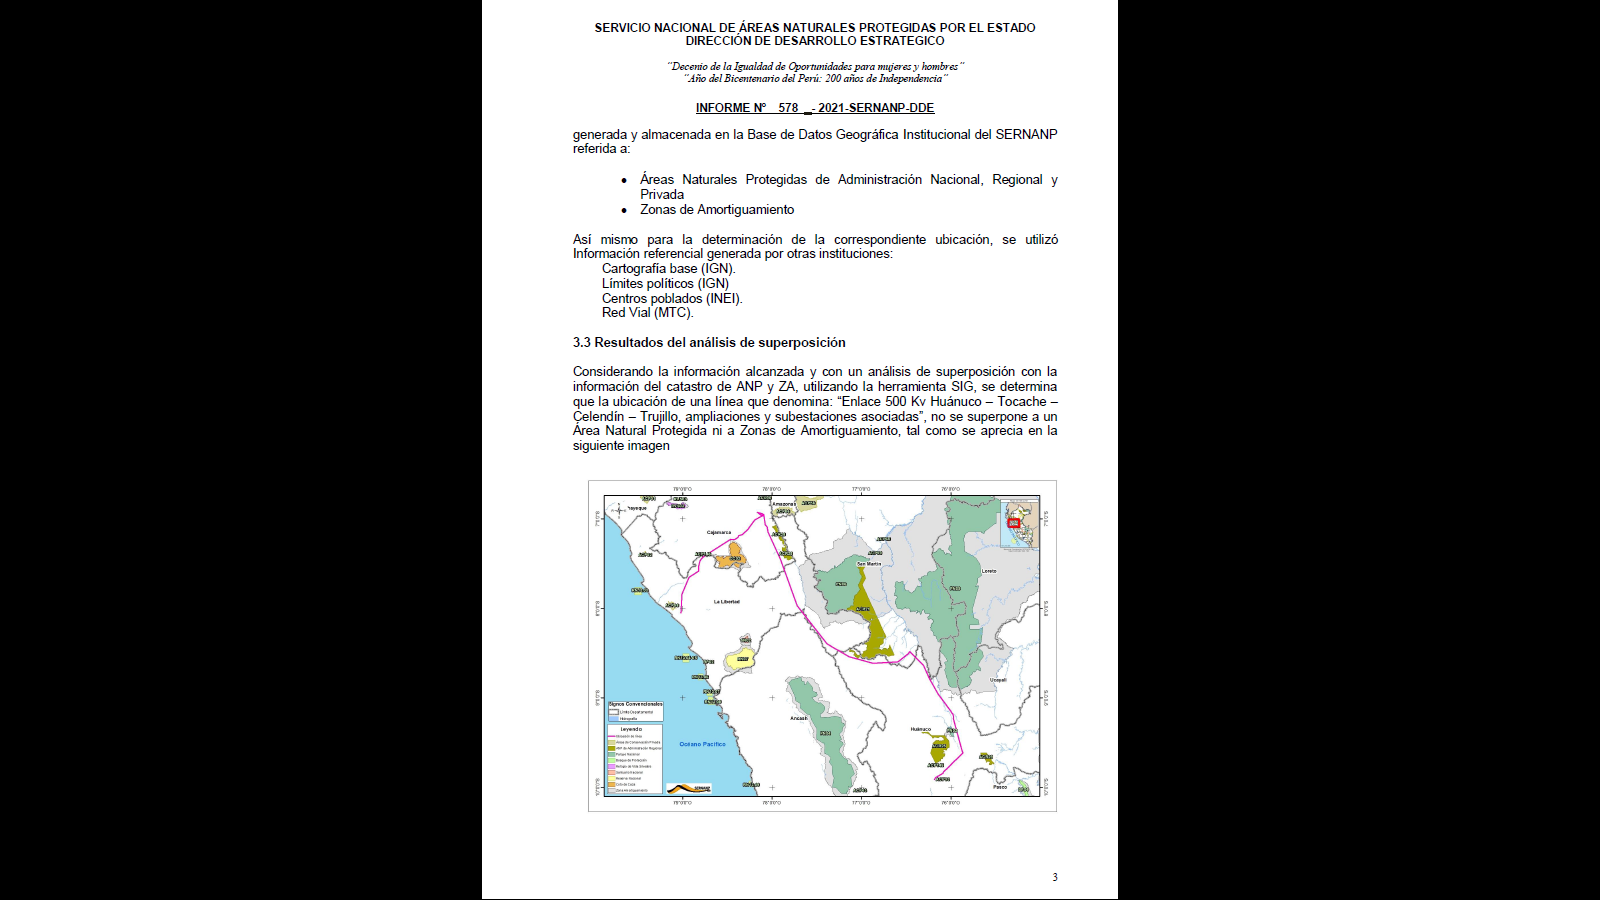 SERVICIO NACIONAL DE ÁREAS NATURALES PROTEGIDAS POR EL ESTADO
DIRECCIÓN DE DESARROLLO ESTRATEGICO
“Decenio de la Igualdad de Oportunidades para mujeres y hombres”
“Año del Bicentenario del Perú: 200 años de Independencia”
INFORME Nº 578 _- 2021-SERNANP-DDE
generada y almacenada en la Base de Datos Geográfica Institucional del SERNANP
referida a:
• Áreas Naturales Protegidas de Administración Nacional, Regional y
Privada
• Zonas de Amortiguamiento
Así mismo para la determinación de la correspondiente ubicación, se utilizó
Información referencial generada por otras instituciones:
Cartografía base (IGN).
Límites políticos (IGN)
Centros poblados (INEI).
Red Vial (MTC).
3.3 Resultados del análisis de superposición
Considerando la información alcanzada y con un análisis de superposición con la
información del catastro de ANP y ZA, utilizando la herramienta SIG, se determina
que la ubicación de una línea que denomina: “Enlace 500 Kv Huánuco – Tocache –
Celendín – Trujillo, ampliaciones y subestaciones asociadas”, no se superpone a un
Área Natural Protegida ni a Zonas de Amortiguamiento, tal como se aprecia en la
siguiente imagen
Amazonas
Cajamarca
San Martín
Loreto
La Libertad
Ucayali
Ancash
Huánuco
Océano Pacífico
Pasco
Signos Convencionales
Leyenda
3